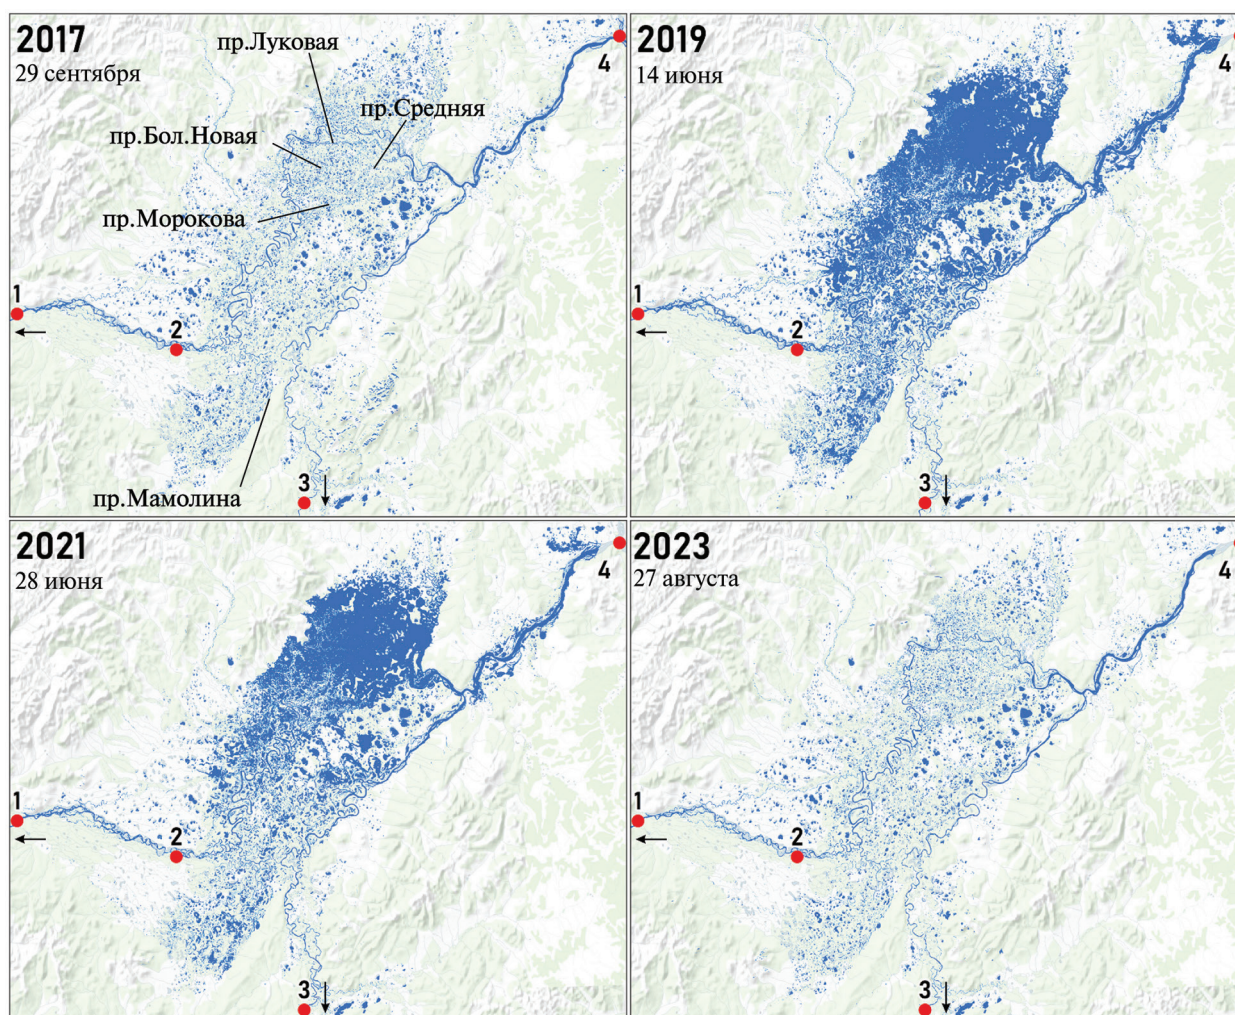 2017
29 сентября
пр.Луковая
пр.Средняя
пр.Бол.Новая
пр.Морокова
пр.Мамолина
1
2
3
4
2019
14 июня
1
2
3
4
2021
28 июня
1
2
3
4
2023
27 августа
1
2
3
4